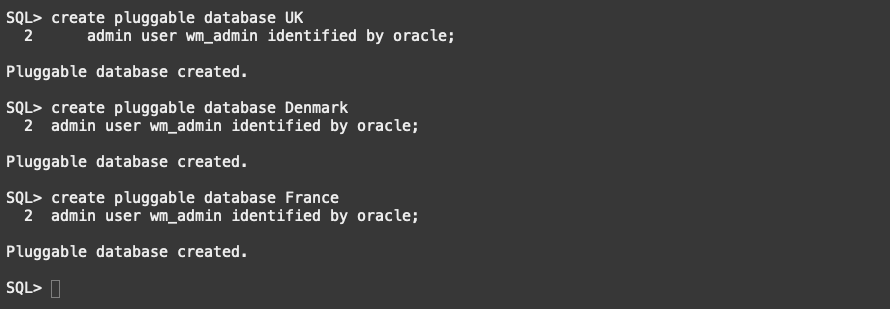 SQL> create pluggable database UK
  2      admin user wm_admin identified by oracle;
Pluggable database created.
SQL> create pluggable database Denmark
  2  admin user wm_admin identified by oracle;
Pluggable database created.
SQL> create pluggable database France
  2  admin user wm_admin identified by oracle;
Pluggable database created.
SQL>